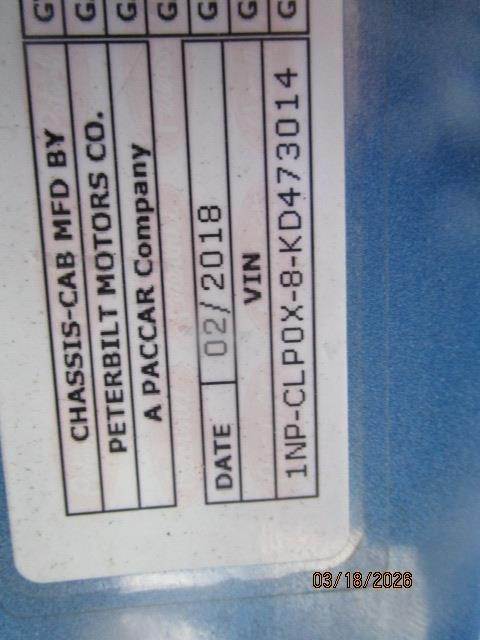 CHASSIS-CAB MFD BY
PETERBILT MOTORS CO.
A PACCAR Company
DATE 02/2018
VIN
1NP-CLP0X-8-KD473014
03/18/2026